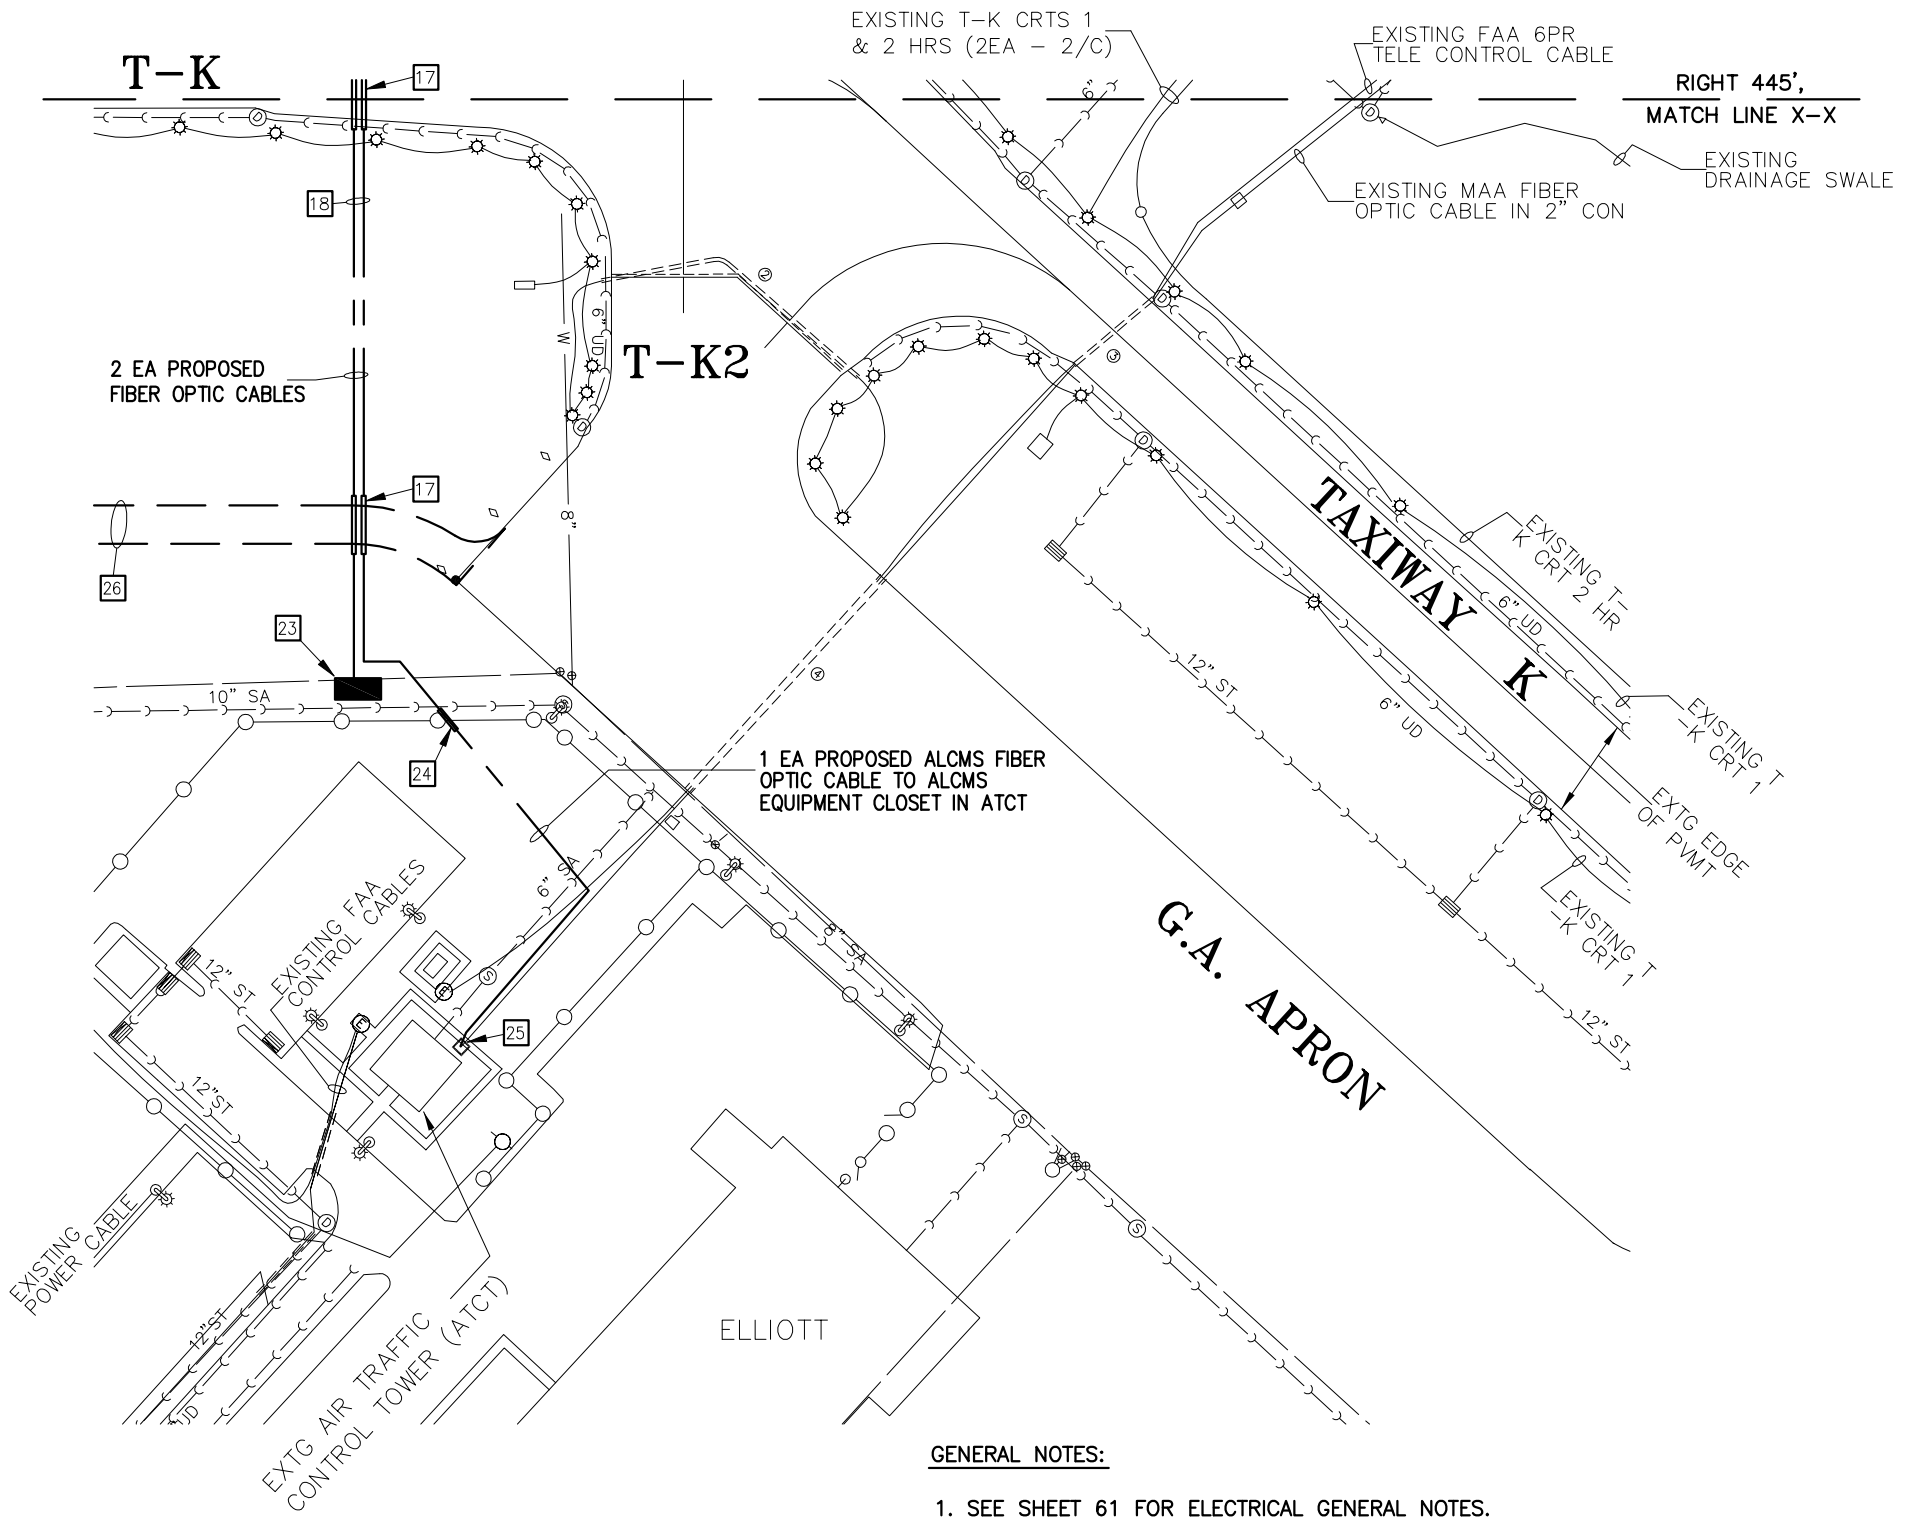 EXISTING T-K CRTS 1
& 2 HRS (2EA - 2/C)
EXISTING FAA 6PR
TELE CONTROL CABLE
T-K
17
RIGHT 445',
MATCH LINE X-X
6"
D
D
EXISTING
DRAINAGE SWALE
EXISTING MAA FIBER
OPTIC CABLE IN 2" CON
D
18
2
D
6" UD
W
T-K2
3
2 EA PROPOSED
FIBER OPTIC CABLES
D
D
17
8"
TAXIWAY K
EXISTING T-
K CRT 2 HR
26
6" UD
23
4
12" ST
10" SA
6" UD
EXISTING T
-K CRT 1
24
1 EA PROPOSED ALCMS FIBER
OPTIC CABLE TO ALCMS
EQUIPMENT CLOSET IN ATCT
D
EXTG EDGE
OF PVMT
6" SA
EXISTING FAA
CONTROL CABLES
8" SA
G.A. APRON
EXISTING T
-K CRT 1
12" ST
S
E
E
25
12" ST
12"ST
S
D
S
EXISTING
POWER CABLE
12"ST
ELLIOTT
EXTG AIR TRAFFIC
CONTROL TOWER (ATCT)
UD
GENERAL NOTES:
1. SEE SHEET 61 FOR ELECTRICAL GENERAL NOTES.